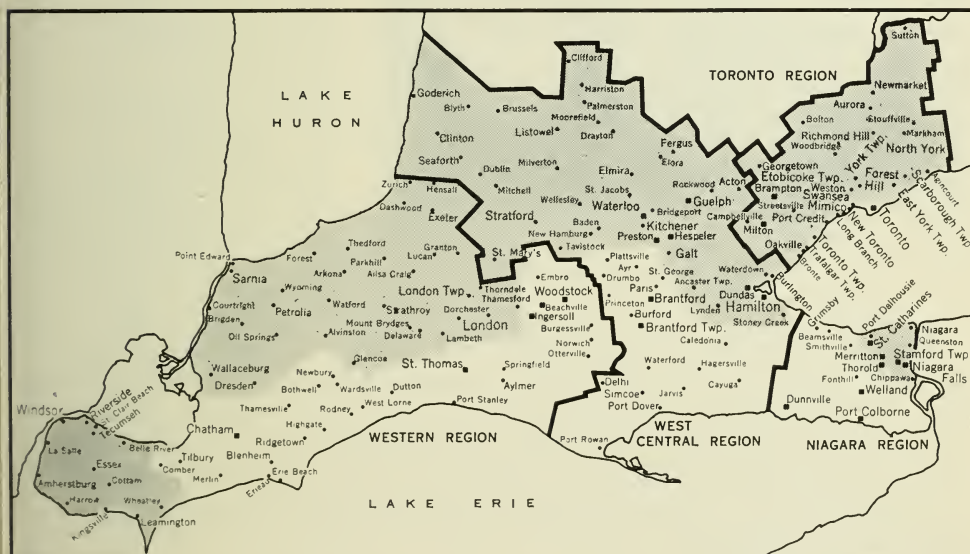 LAKE
HURON
TORONTO REGION
Sutton
Clifford
Newmarket
Goderich
Harriston
Aurora
Blyth
Brussels
Palmerston
Bolton
Stouffville
Moorefield
Clinton
Listowel
Drayton
Richmond Hill
Markham
Woodbridge
North York
Fergus
Elora
York Twp.
Seaforth
Dublin
Milverton
Elmira
Georgetown
Etobicoke Twp.
Forest
Hill
Agincourt
Zurich
Hensall
Mitchell
St. Jacobs
Rockwood
Acton
Brampton
Weston
Swansea
Scarborough Twp.
Dashwood
Exeter
Wellesley
Waterloo
Guelph
Streetsville
Mimico
East York Twp.
Stratford
Baden
Kitchener
Bridgeport
Campbellville
Port Credit
Toronto
New Toronto
Long Branch
New Hamburg
Preston
Hespeler
Milton
Thedford
Granton
St. Mary's
Tavistock
Galt
Oakville
Toronto Twp.
Trafalgar Twp.
Bronte
Point Edward
Forest
Parkhill
Lucan
Plattsville
Ayr
St. George
Waterdown
Burlington
Sarnia
Arkona
Ailsa Craig
Embro
Drumbo
Paris
Ancaster Twp.
Wyoming
London Twp.
Thorndale
Thamesford
Woodstock
Princeton
Brantford
Dundas
Hamilton
Grimsby
Port Dalhousie
St. Catharines
Courtright
Petrolia
Watford
Strathroy
Dorchester
Beachville
Ingersoll
Burford
Lynden
Stoney Creek
Niagara
Queenston
Brigden
Mount Brydges
London
Burgessville
Brantford Twp.
Beamsville
Smithville
Oil Springs
Alvinston
Delaware
Lambeth
Norwich
Caledonia
Merritton
Stamford Twp.
Otterville
Thorold
Niagara
Falls
Glencoe
St. Thomas
Springfield
Waterford
Hagersville
Fonthill
Chippawa
Wallaceburg
Newbury
Aylmer
Delhi
Cayuga
Welland
Dresden
Bothwell
Wardsville
Dutton
Simcoe
Jarvis
Dunnville
Windsor
Riverside
St. Clair Beach
Tecumseh
Thamesville
Rodney
West Lorne
Port Stanley
Port Dover
Port Colborne
Chatham
Highgate
Ridgetown
WESTERN REGION
WEST
CENTRAL REGION
NIAGARA REGION
La Salle
Belle River
Tilbury
Blenheim
Port Rowan
Essex
Comber
Merlin
Erie Beach
Erieau
Amherstburg
Cottam
Harrow
Wheatley
LAKE ERIE
Kingsville
Leamington